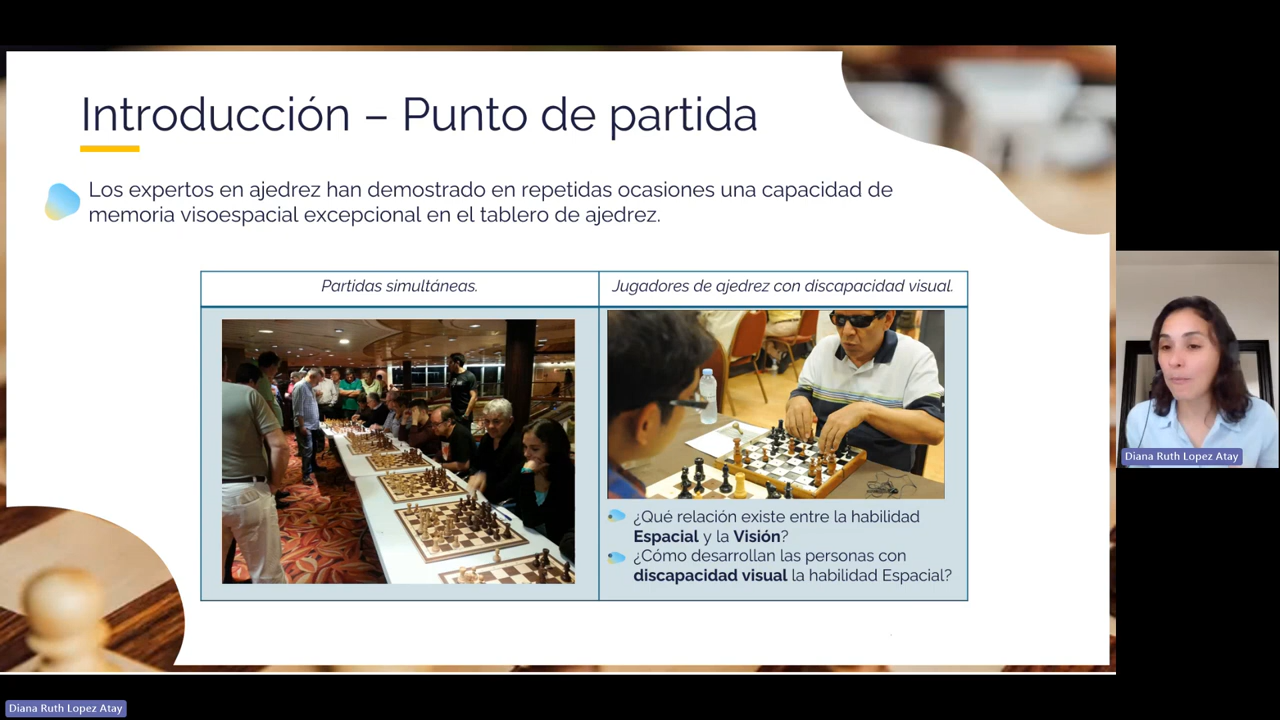 Introducción – Punto de partida
Los expertos en ajedrez han demostrado en repetidas ocasiones una capacidad de
memoria visoespacial excepcional en el tablero de ajedrez.
Partidas simultáneas.
Jugadores de ajedrez con discapacidad visual.
¿Qué relación existe entre la habilidad
Espacial y la Visión?
¿Cómo desarrollan las personas con
discapacidad visual la habilidad Espacial?
Diana Ruth Lopez Atay
Diana Ruth Lopez Atay